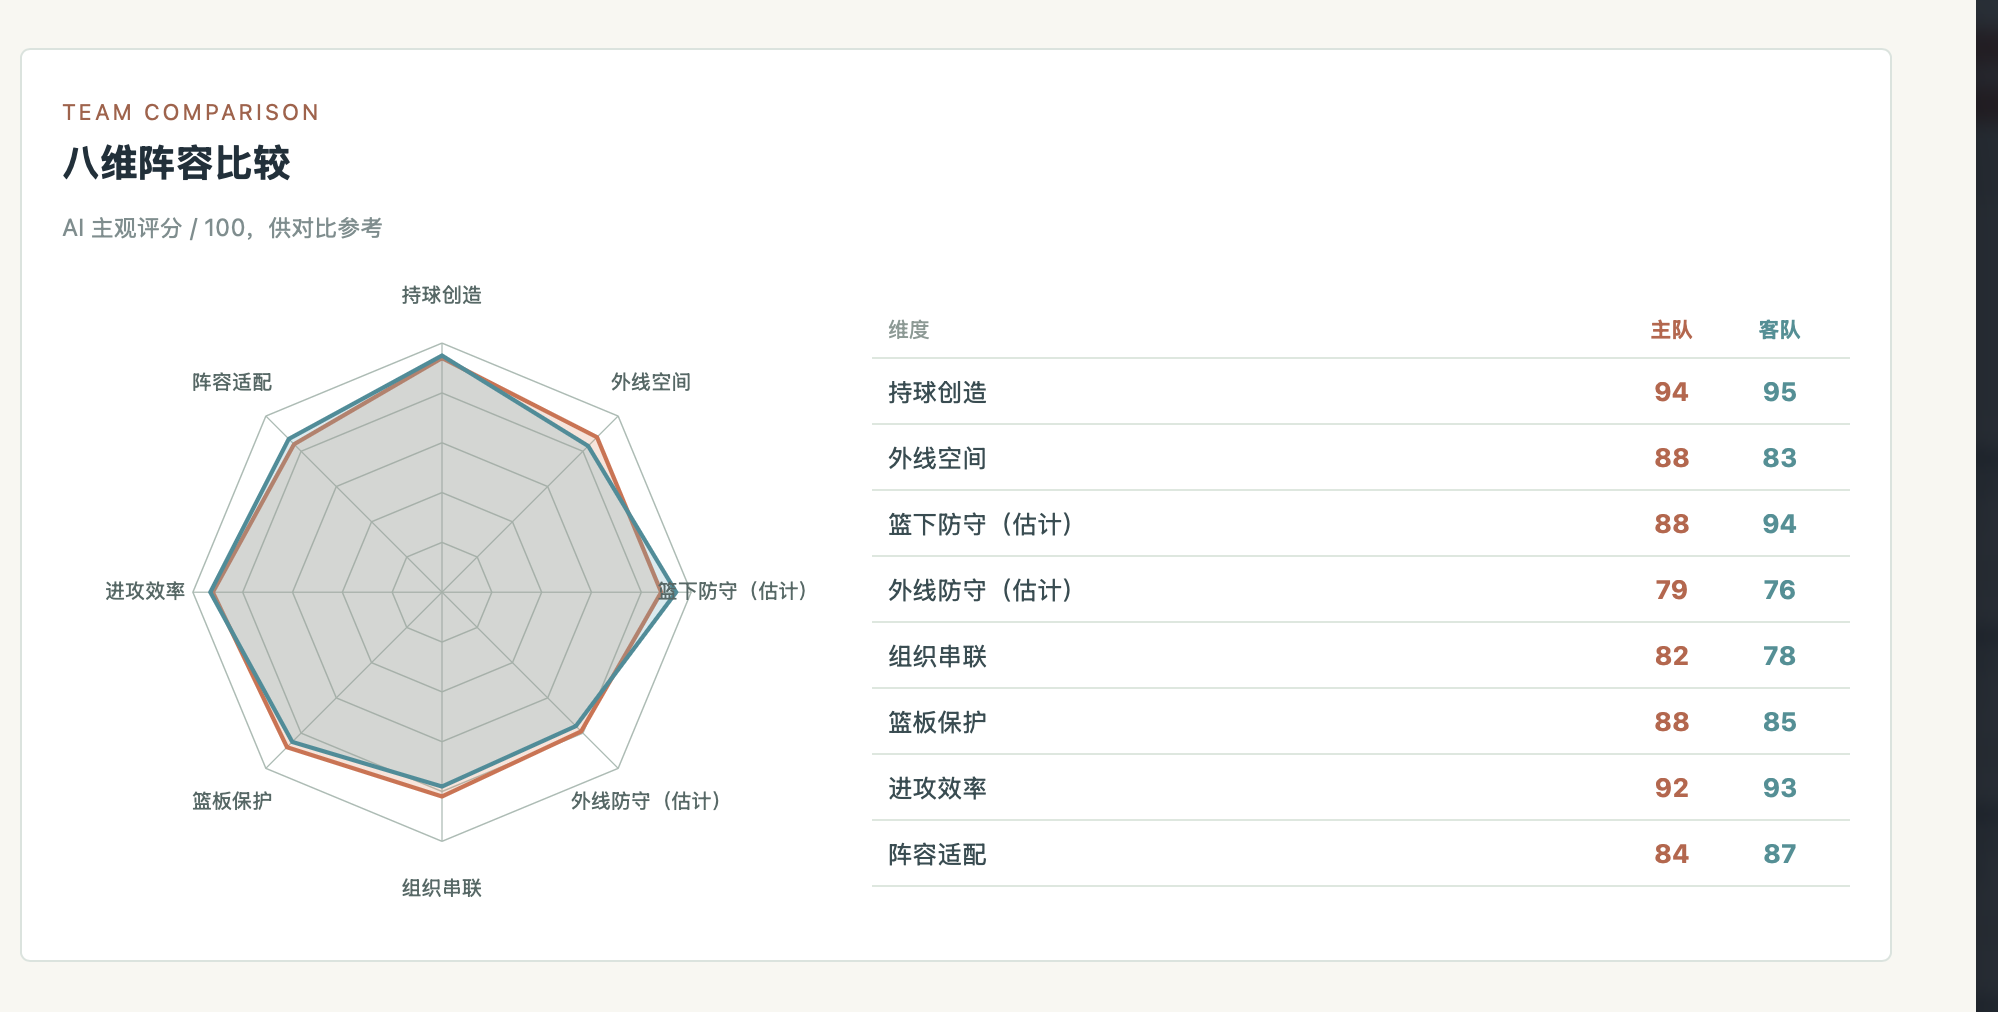 TEAM COMPARISON
八维阵容比较
AI 主观评分 / 100，供对比参考
持球创造
阵容适配
外线空间
进攻效率
篮下防守（估计）
篮板保护
外线防守（估计）
组织串联
维度 主队 客队
持球创造 94 95
外线空间 88 83
篮下防守（估计） 88 94
外线防守（估计） 79 76
组织串联 82 78
篮板保护 88 85
进攻效率 92 93
阵容适配 84 87